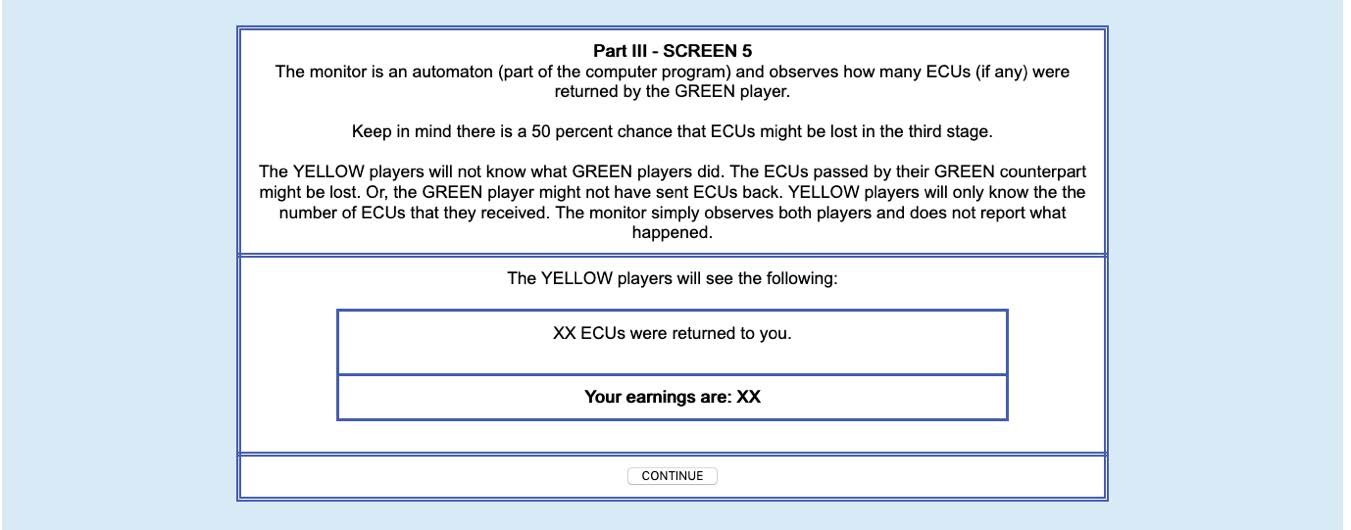 Part III - SCREEN 5
The monitor is an automaton (part of the computer program) and observes how many ECUs (if any) were
returned by the GREEN player.
Keep in mind there is a 50 percent chance that ECUs might be lost in the third stage.
The YELLOW players will not know what GREEN players did. The ECUs passed by their GREEN counterpart
might be lost. Or, the GREEN player might not have sent ECUs back. YELLOW players will only know the the
number of ECUs that they received. The monitor simply observes both players and does not report what
happened.
The YELLOW players will see the following:
XX ECUs were returned to you.
Your earnings are: XX
CONTINUE